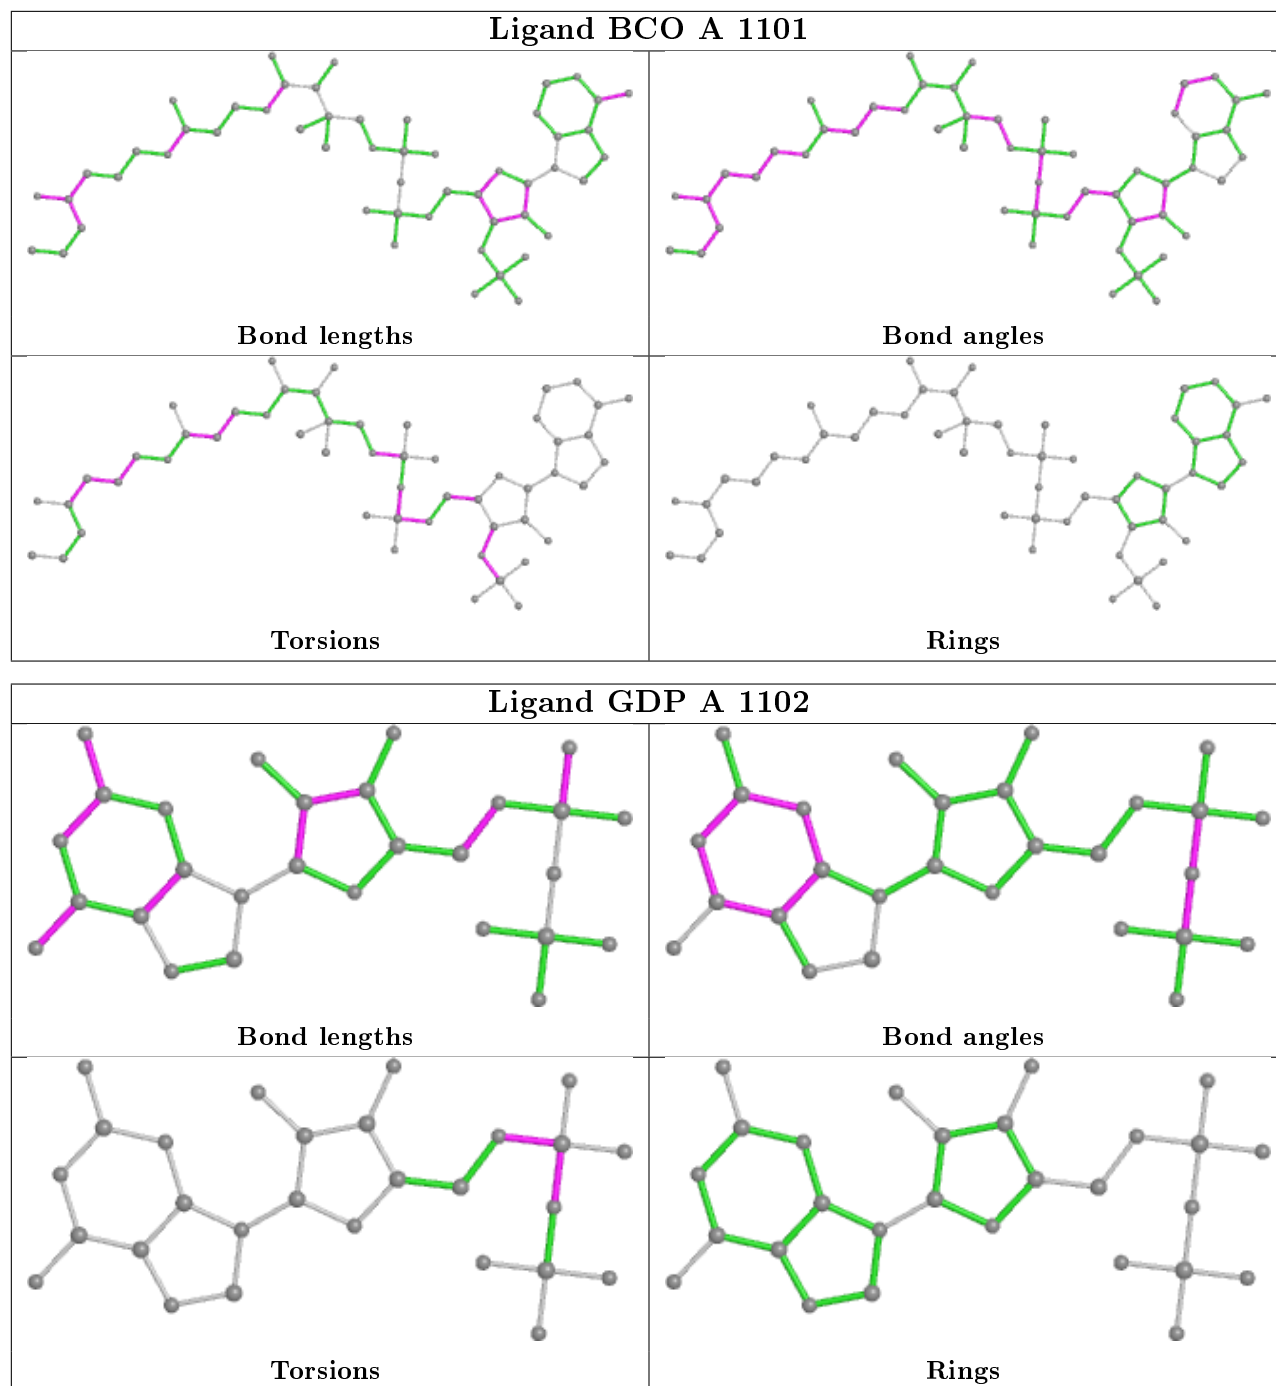 Ligand BCO A 1101
Bond lengths
Bond angles
Torsions
Rings
Ligand GDP A 1102
Bond lengths
Bond angles
Torsions
Rings